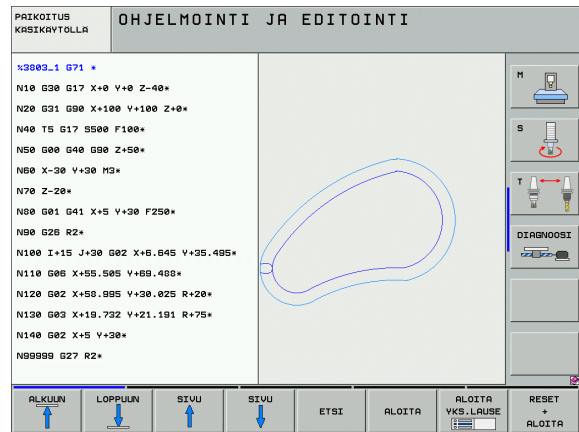 PAIKOITUS
KÄSIKÄYTÖLLÄ
OHJELMOINTI JA EDITOINTI
%3803_1 G71 *
N10 G30 G17 X+0 Y+0 Z-40*
N20 G31 G90 X+100 Y+100 Z+0*
N40 T5 G17 S500 F100*
N50 G00 G40 G90 Z+50*
N60 X-30 Y+30 M3*
N70 Z-20*
N80 G01 G41 X+5 Y+30 F250*
N90 G26 R2*
N100 I+15 J+30 G02 X+6.645 Y+35.495*
N110 G06 X+55.505 Y+69.488*
N120 G02 X+58.995 Y+30.025 R+20*
N130 G03 X+19.732 Y+21.191 R+75*
N140 G02 X+5 Y+30*
N99999 G27 R2*
M
S
T
DIAGNOOSI
ALKUUN
LOPPUUN
SIVU
SIVU
ETSI
ALOITA
ALOITA
YKS.LAUSE
RESET
+
ALOITA